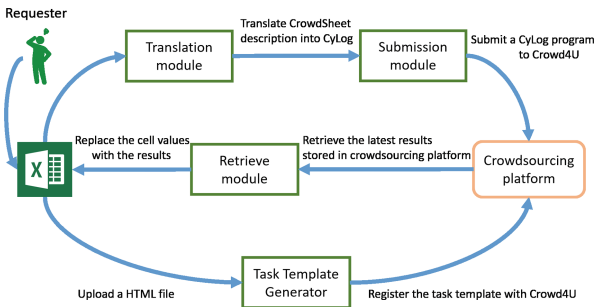 Requester
Translation
module
Translate CrowdSheet
description into CyLog
Submission
module
Submit a CyLog program
to Crowd4U
X
Replace the cell values
with the results
Retrieve
module
Retrieve the latest results
stored in crowdsourcing platform
Crowdsourcing
platform
Upload a HTML file
Task Template
Generator
Register the task template with Crowd4U